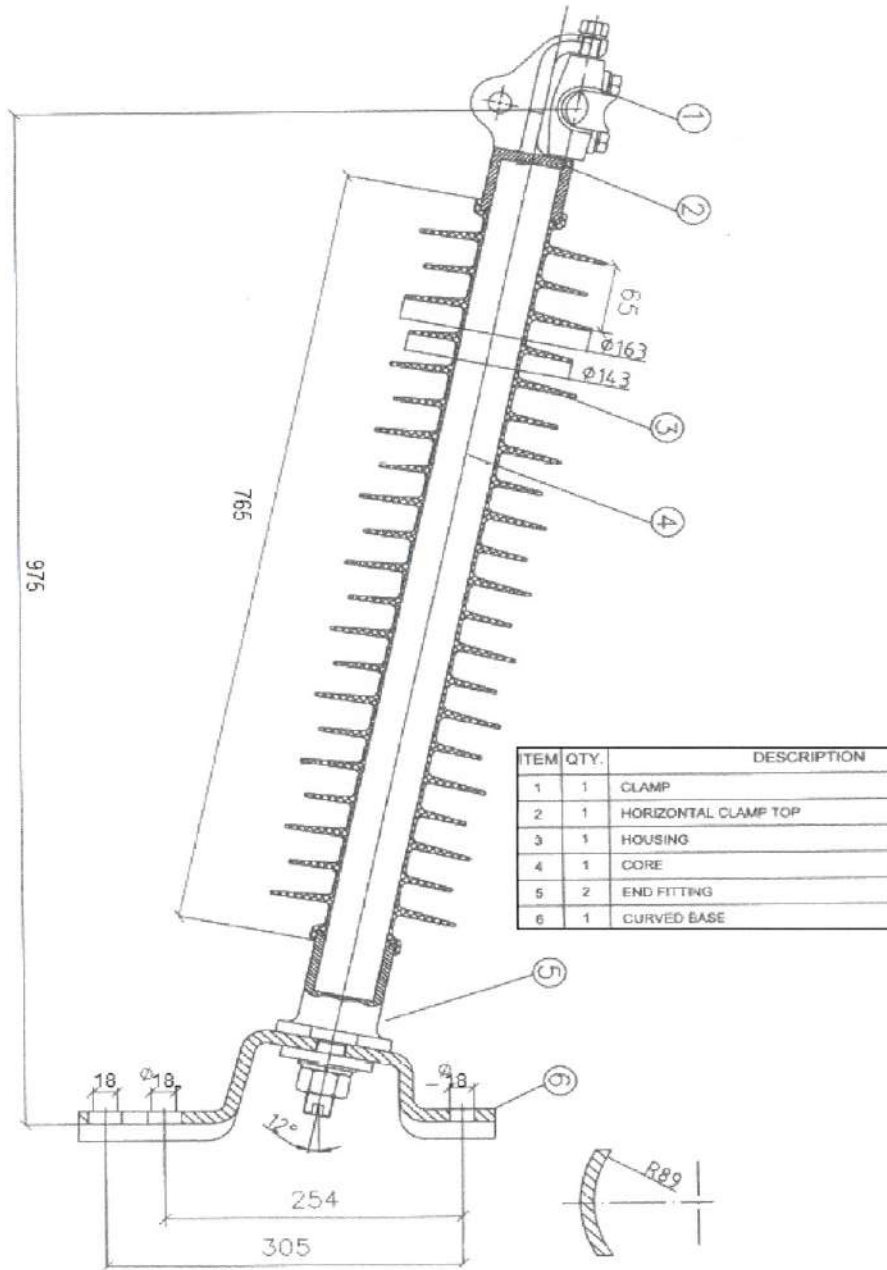 1
2
65
Ø163
Ø143
3
4
765
975
ITEM QTY. DESCRIPTION
1 1 CLAMP
2 1 HORIZONTAL CLAMP TOP
3 1 HOUSING
4 1 CORE
5 2 END FITTING
6 1 CURVED BASE
5
18
Ø18
Ø18
6
12°
R89
254
305